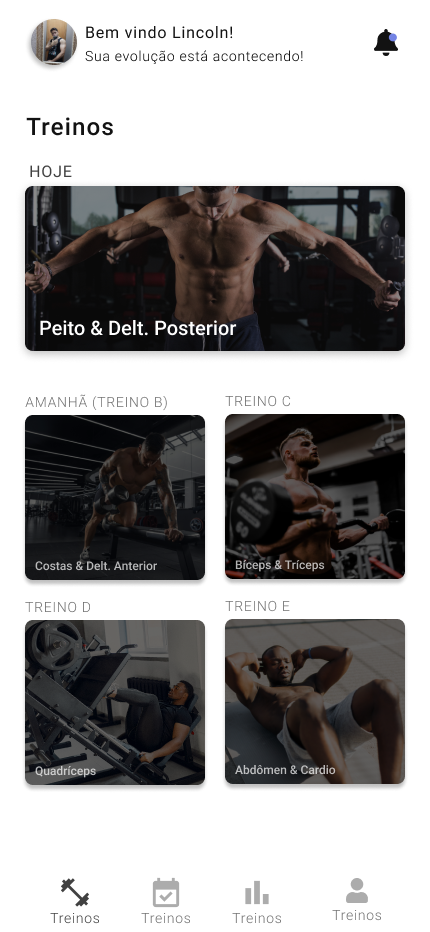 Bem vindo Lincoln!
Sua evolução está acontecendo!
Treinos
HOJE
Peito & Delt. Posterior
AMANHÃ (TREINO B)
TREINO C
Costas & Delt. Anterior
Bíceps & Tríceps
TREINO D
TREINO E
Quadríceps
Abdômen & Cardio
Treinos
Treinos
Treinos
Treinos